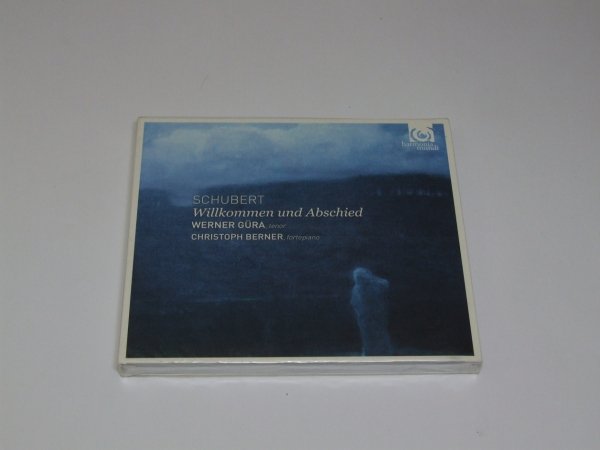 harmonia
mundi
SCHUBERT
Willkommen und Abschied
WERNER GÜRA, tenor
CHRISTOPH BERNER, fortepiano